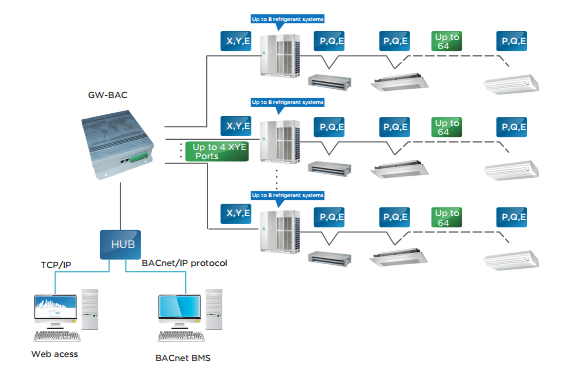 Up to 8 refrigerant systems
X,Y,E
P,Q,E
P,Q,E
Up to
64
P,Q,E
GW-BAC
Up to 8 refrigerant systems
X,Y,E
P,Q,E
P,Q,E
Up to
64
P,Q,E
Up to 4 XYE
Ports
Up to 8 refrigerant systems
X,Y,E
P,Q,E
P,Q,E
Up to
64
P,Q,E
HUB
TCP/IP
BACnet/IP protocol
Web acess
BACnet BMS